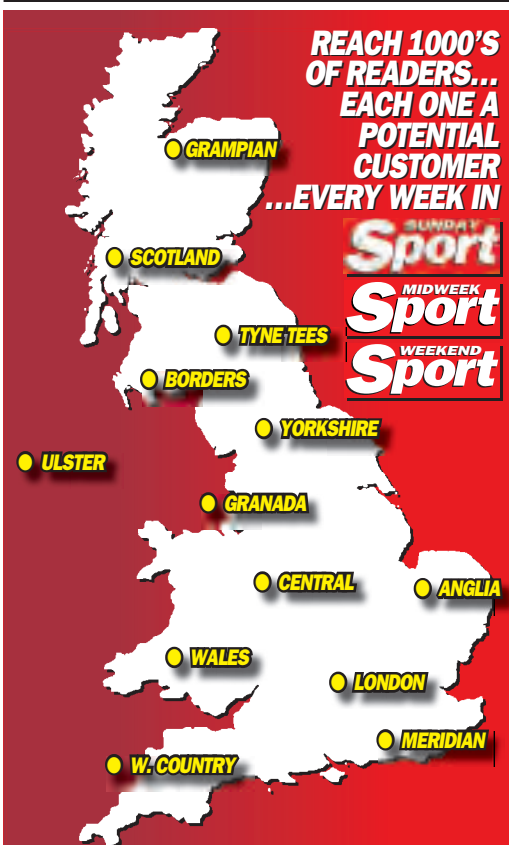 REACH 1000'S
OF READERS...
EACH ONE A
POTENTIAL
CUSTOMER
...EVERY WEEK IN
SUNDAY
Sport
MIDWEEK
Sport
WEEKEND
Sport
GRAMPIAN
SCOTLAND
TYNE TEES
BORDERS
YORKSHIRE
ULSTER
GRANADA
CENTRAL
ANGLIA
WALES
LONDON
MERIDIAN
W. COUNTRY